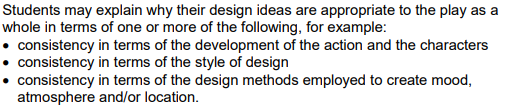 Students may explain why their design ideas are appropriate to the play as a
whole in terms of one or more of the following, for example:
• consistency in terms of the development of the action and the characters
• consistency in terms of the style of design
• consistency in terms of the design methods employed to create mood,
atmosphere and/or location.